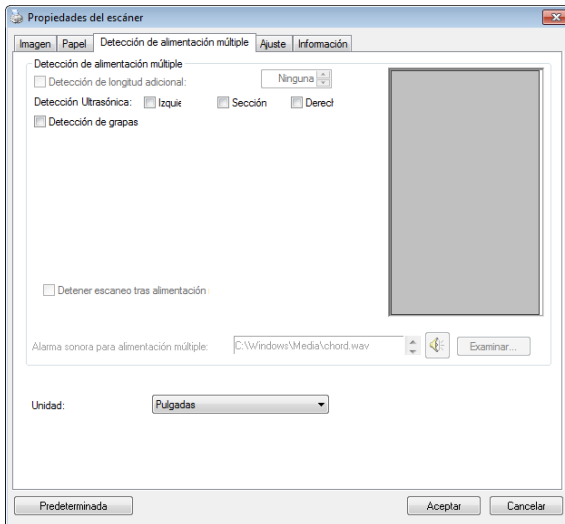 Propiedades del escáner
Imagen Papel Detección de alimentación múltiple Ajuste Información
Detección de alimentación múltiple
Detección de longitud adicional: Ninguna
Detección Ultrasónica: Izquie Sección Derecl
Detección de grapas
Detener escaneo tras alimentación
Alarma sonora para alimentación múltiple: C:\Windows\Media\chord.wav Examinar...
Unidad: Pulgadas
Predeterminada Aceptar Cancelar